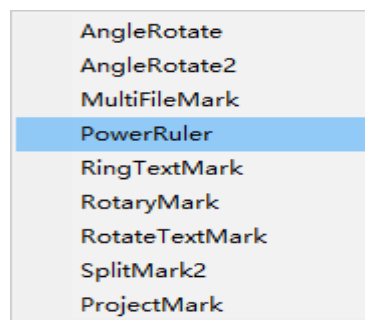 AngleRotate
AngleRotate2
MultiFileMark
PowerRuler
RingTextMark
RotaryMark
RotateTextMark
SplitMark2
ProjectMark